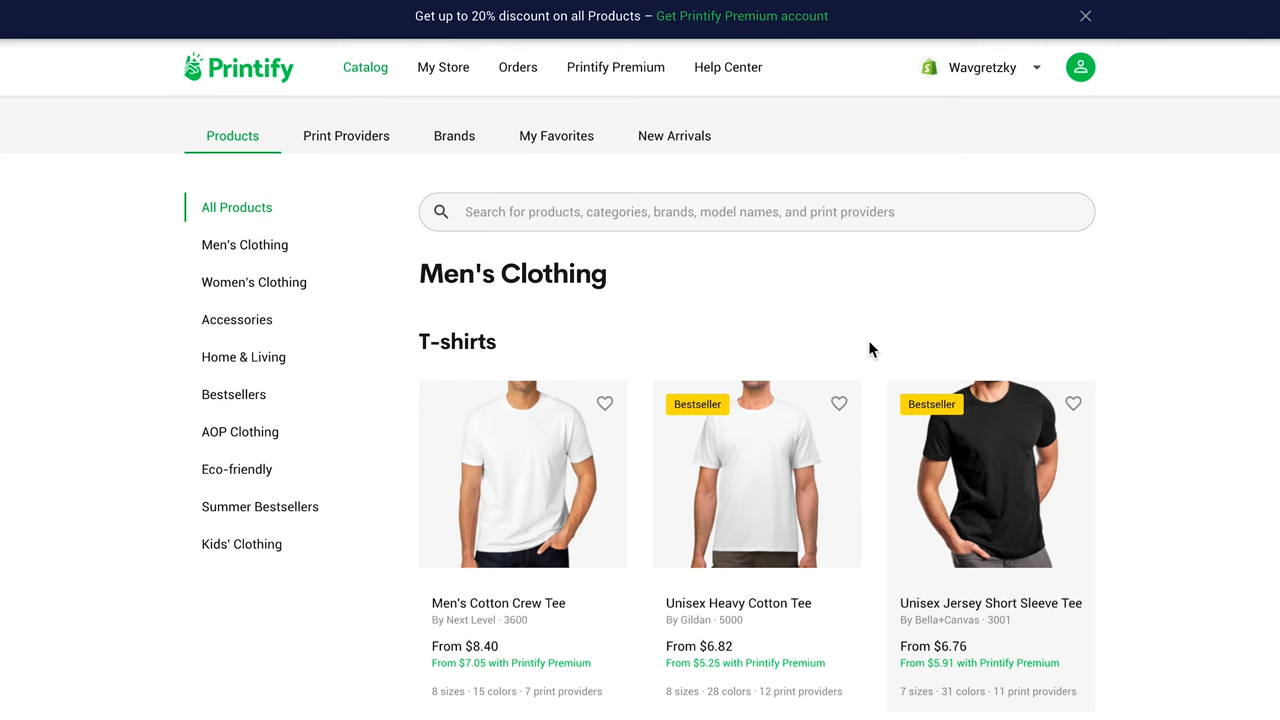 Get up to 20% discount on all Products – Get Printify Premium account
Printify
Catalog
My Store
Orders
Printify Premium
Help Center
Wavgretzky
Products
Print Providers
Brands
My Favorites
New Arrivals
All Products
Men's Clothing
Women's Clothing
Accessories
Home & Living
Bestsellers
AOP Clothing
Eco-friendly
Summer Bestsellers
Kids' Clothing
Search for products, categories, brands, model names, and print providers
Men's Clothing
T-shirts
Men's Cotton Crew Tee
By Next Level · 3600
From $8.40
From $7.05 with Printify Premium
8 sizes · 15 colors · 7 print providers
Bestseller
Unisex Heavy Cotton Tee
By Gildan · 5000
From $6.82
From $5.25 with Printify Premium
8 sizes · 28 colors · 12 print providers
Bestseller
Unisex Jersey Short Sleeve Tee
By Bella+Canvas · 3001
From $6.76
From $5.91 with Printify Premium
7 sizes · 31 colors · 11 print providers